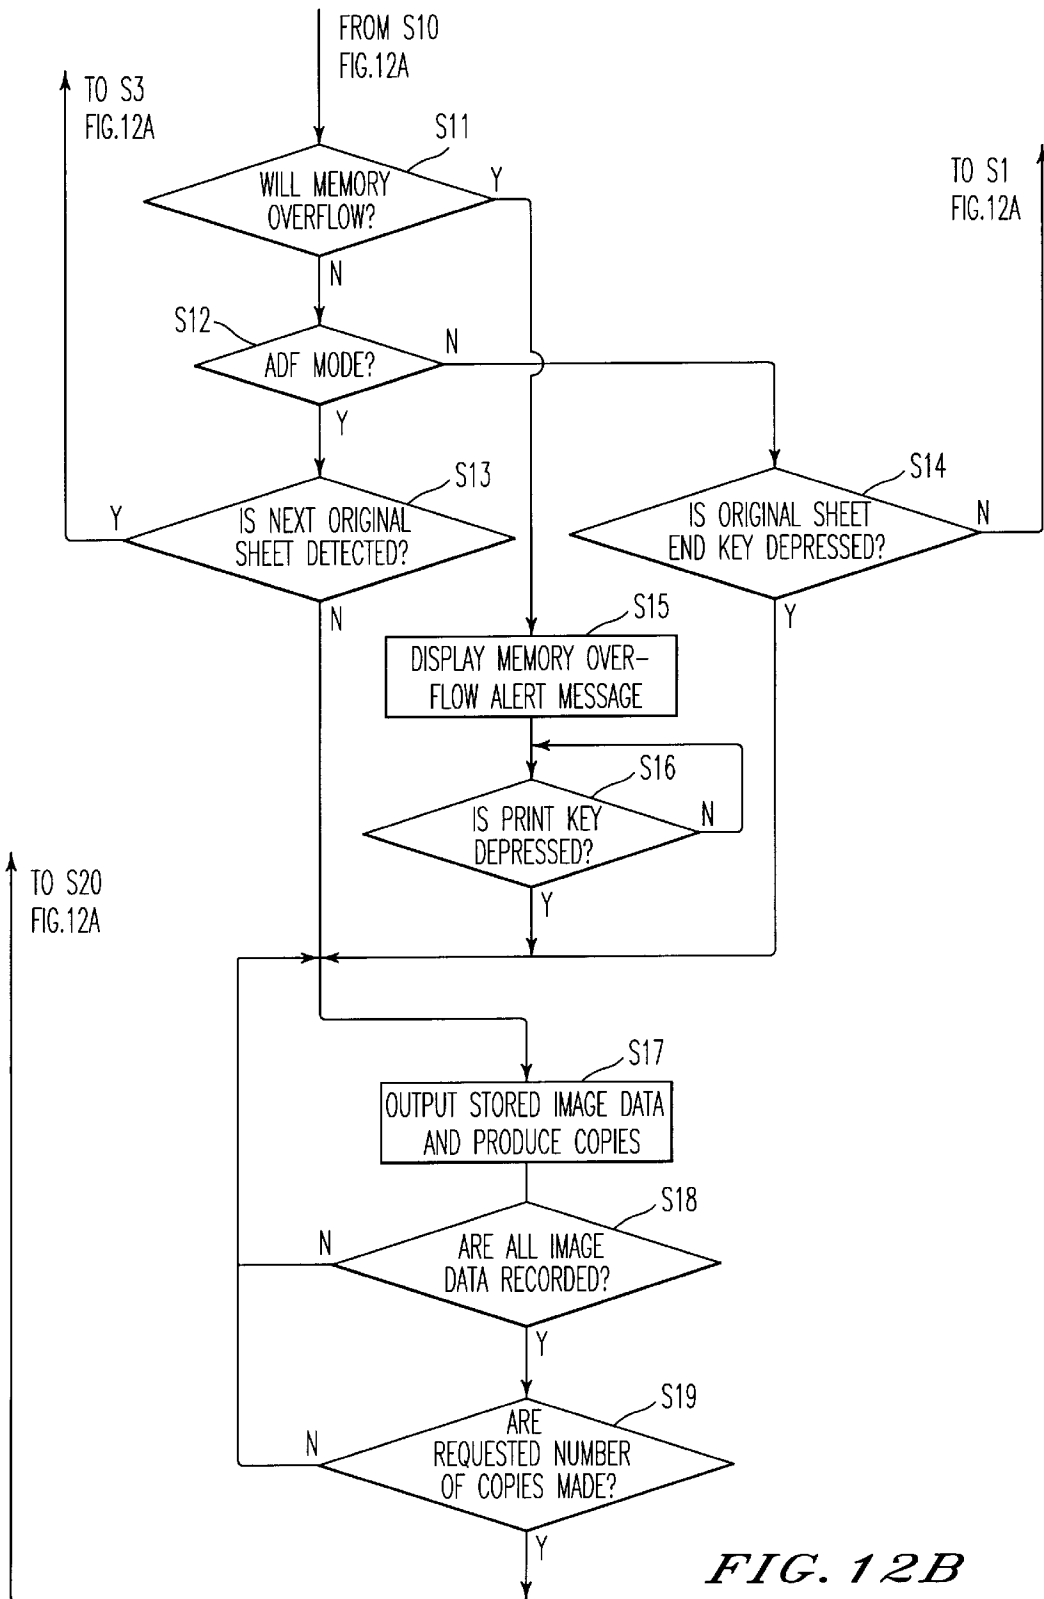 FROM S10
FIG.12A
TO S3
FIG.12A
S11
WILL MEMORY
OVERFLOW?
Y
N
TO S1
FIG.12A
S12
ADF MODE?
N
Y
S13
IS NEXT ORIGINAL
SHEET DETECTED?
Y
N
S14
IS ORIGINAL SHEET
END KEY DEPRESSED?
N
Y
S15
DISPLAY MEMORY OVER-
FLOW ALERT MESSAGE
S16
IS PRINT KEY
DEPRESSED?
N
Y
TO S20
FIG.12A
S17
OUTPUT STORED IMAGE DATA
AND PRODUCE COPIES
S18
ARE ALL IMAGE
DATA RECORDED?
N
Y
S19
ARE
REQUESTED NUMBER
OF COPIES MADE?
N
Y
FIG. 12B